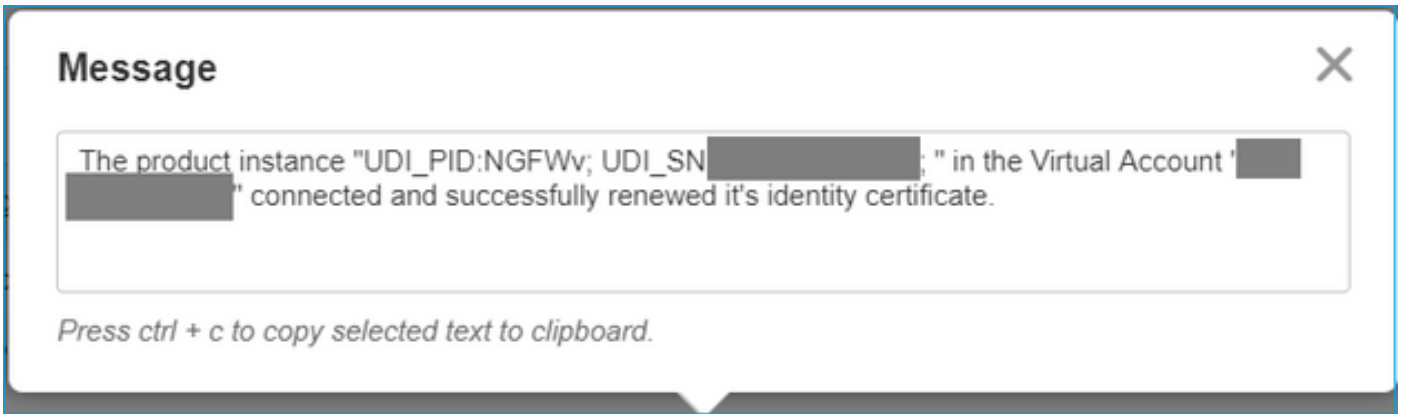 Message
The product instance "UDI_PID:NGFWv; UDI_SN ; " in the Virtual Account "
" connected and successfully renewed it's identity certificate.
Press ctrl + c to copy selected text to clipboard.